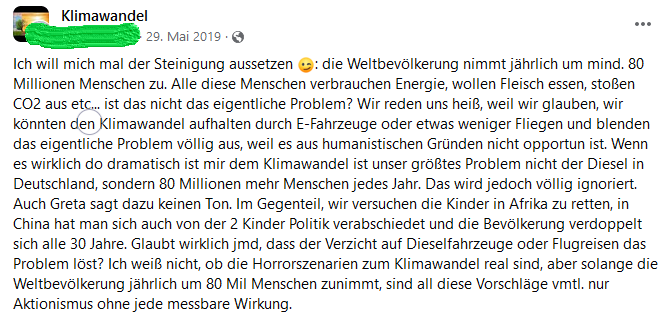 Klimawandel
29. Mai 2019 ·
Ich will mich mal der Steinigung aussetzen 😉: die Weltbevölkerung nimmt jährlich um mind. 80
Millionen Menschen zu. Alle diese Menschen verbrauchen Energie, wollen Fleisch essen, stoßen
CO2 aus etc... ist das nicht das eigentliche Problem? Wir reden uns heiß, weil wir glauben, wir
könnten den Klimawandel aufhalten durch E-Fahrzeuge oder etwas weniger Fliegen und blenden
das eigentliche Problem völlig aus, weil es aus humanistischen Gründen nicht opportun ist. Wenn
es wirklich do dramatisch ist mir dem Klimawandel ist unser größtes Problem nicht der Diesel in
Deutschland, sondern 80 Millionen mehr Menschen jedes Jahr. Das wird jedoch völlig ignoriert.
Auch Greta sagt dazu keinen Ton. Im Gegenteil, wir versuchen die Kinder in Afrika zu retten, in
China hat man sich auch von der 2 Kinder Politik verabschiedet und die Bevölkerung verdoppelt
sich alle 30 Jahre. Glaubt wirklich jmd, dass der Verzicht auf Dieselfahrzeuge oder Flugreisen das
Problem löst? Ich weiß nicht, ob die Horrorszenarien zum Klimawandel real sind, aber solange die
Weltbevölkerung jährlich um 80 Mil Menschen zunimmt, sind all diese Vorschläge vmtl. nur
Aktionismus ohne jede messbare Wirkung.